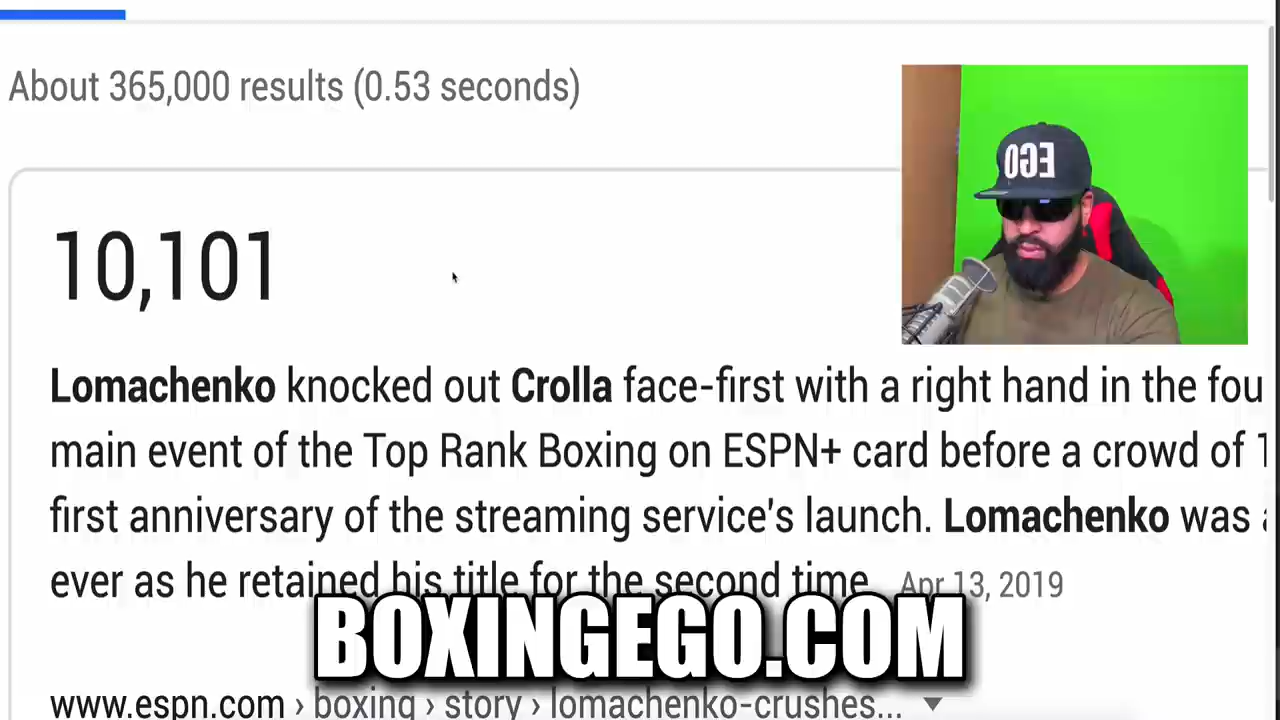 About 365,000 results (0.53 seconds)
EGO
10,101
Lomachenko knocked out Crolla face-first with a right hand in the fou
main event of the Top Rank Boxing on ESPN+ card before a crowd of 1
first anniversary of the streaming service's launch. Lomachenko was a
ever as he retained his title for the second time. Apr 13, 2019
BOXINGEGO.COM
www.espn.com › boxing › story › lomachenko-crushes...